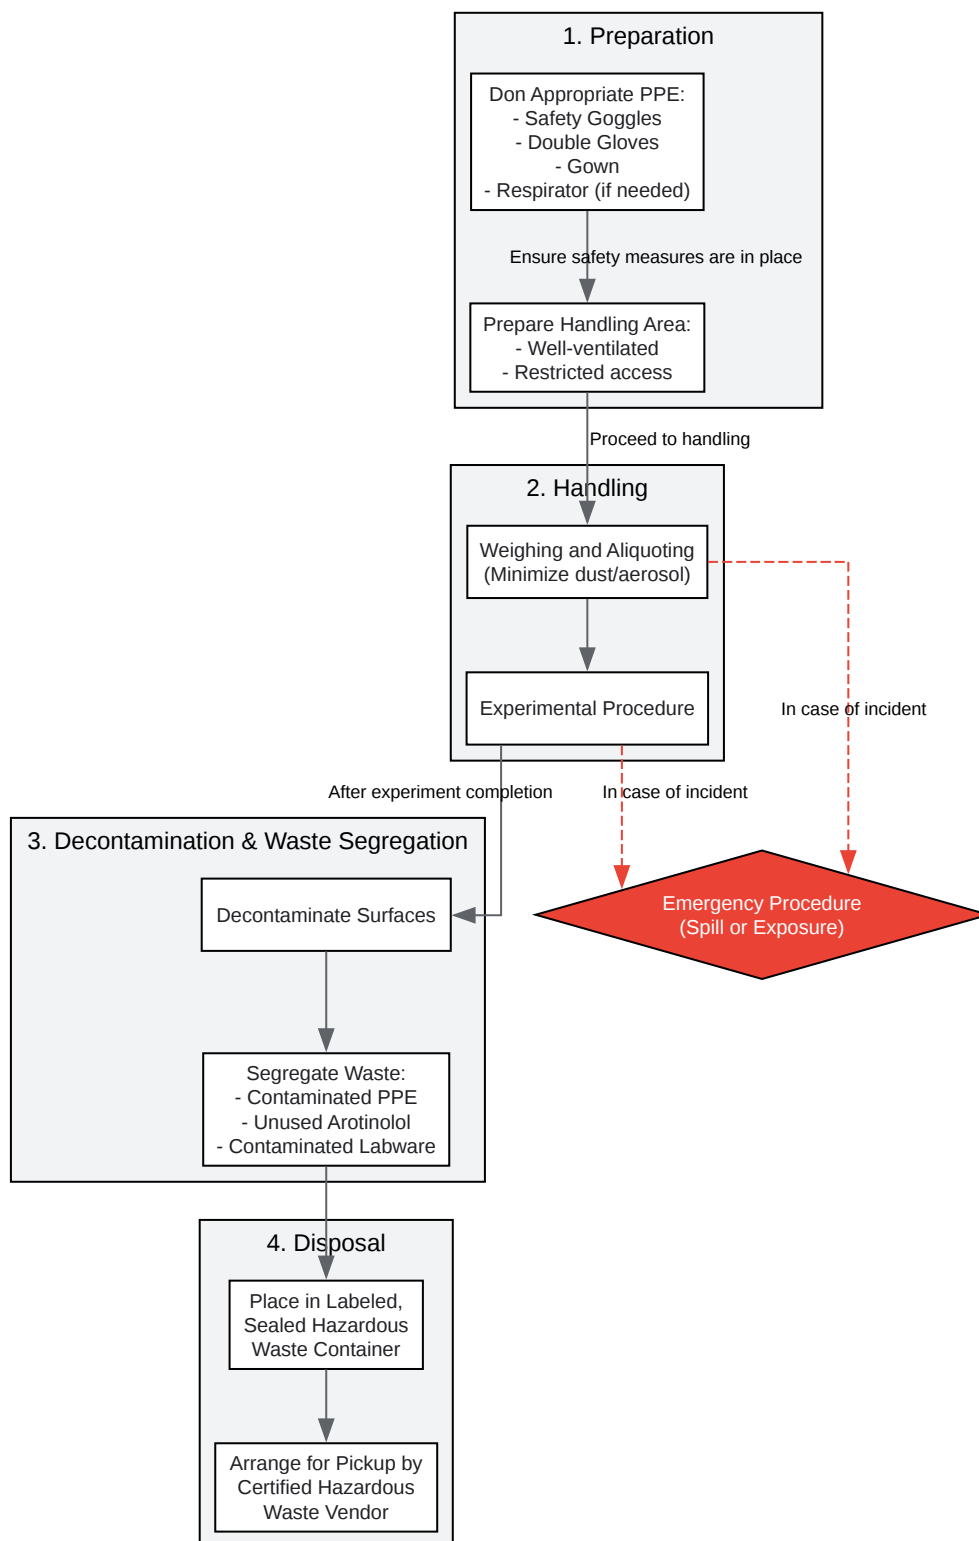 1. Preparation
Don Appropriate PPE:
- Safety Goggles
- Double Gloves
- Gown
- Respirator (if needed)
Ensure safety measures are in place
Prepare Handling Area:
- Well-ventilated
- Restricted access
Proceed to handling
2. Handling
Weighing and Aliquoting
(Minimize dust/aerosol)
Experimental Procedure
In case of incident
After experiment completion
In case of incident
3. Decontamination & Waste Segregation
Decontaminate Surfaces
Emergency Procedure
(Spill or Exposure)
Segregate Waste:
- Contaminated PPE
- Unused Arotinolol
- Contaminated Labware
4. Disposal
Place in Labeled,
Sealed Hazardous
Waste Container
Arrange for Pickup by
Certified Hazardous
Waste Vendor